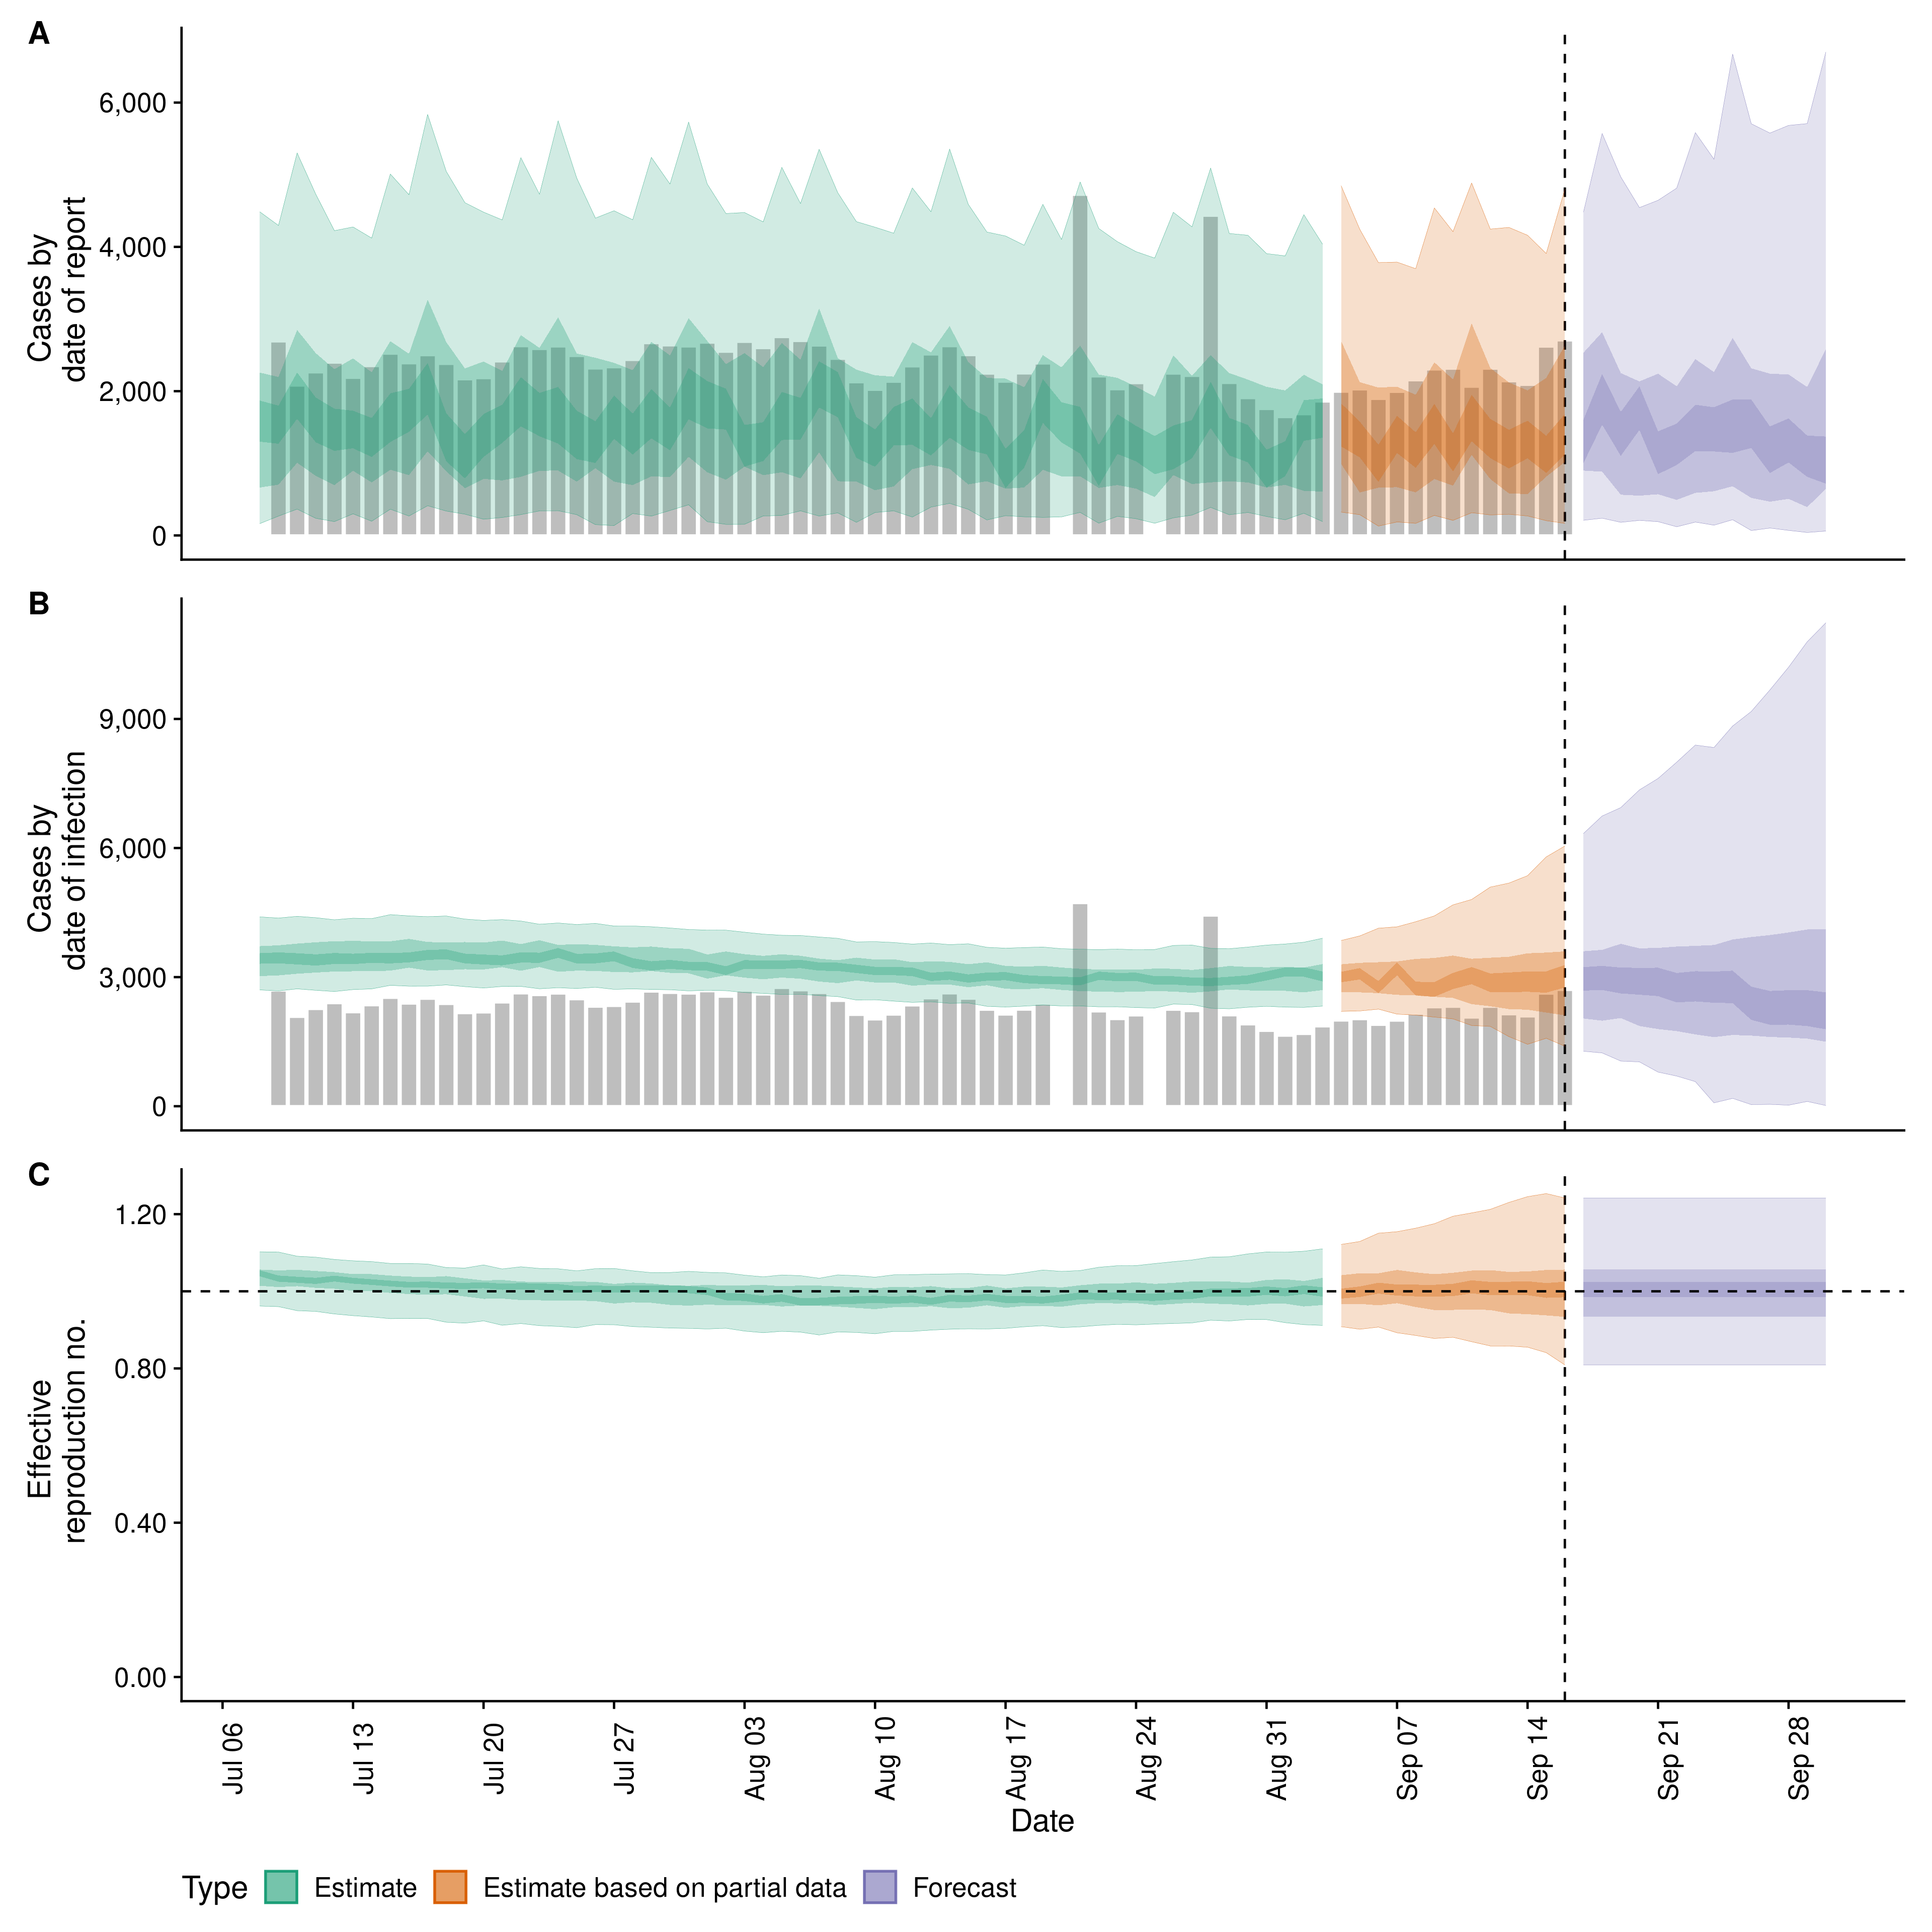 A
Cases by
date of report
6,000
4,000
2,000
0
B
Cases by
date of infection
9,000
6,000
3,000
0
C
Effective
reproduction no.
1.20
0.80
0.40
0.00
Jul 06
Jul 13
Jul 20
Jul 27
Aug 03
Aug 10
Aug 17
Aug 24
Aug 31
Sep 07
Sep 14
Sep 21
Sep 28
Date
Type Estimate Estimate based on partial data Forecast